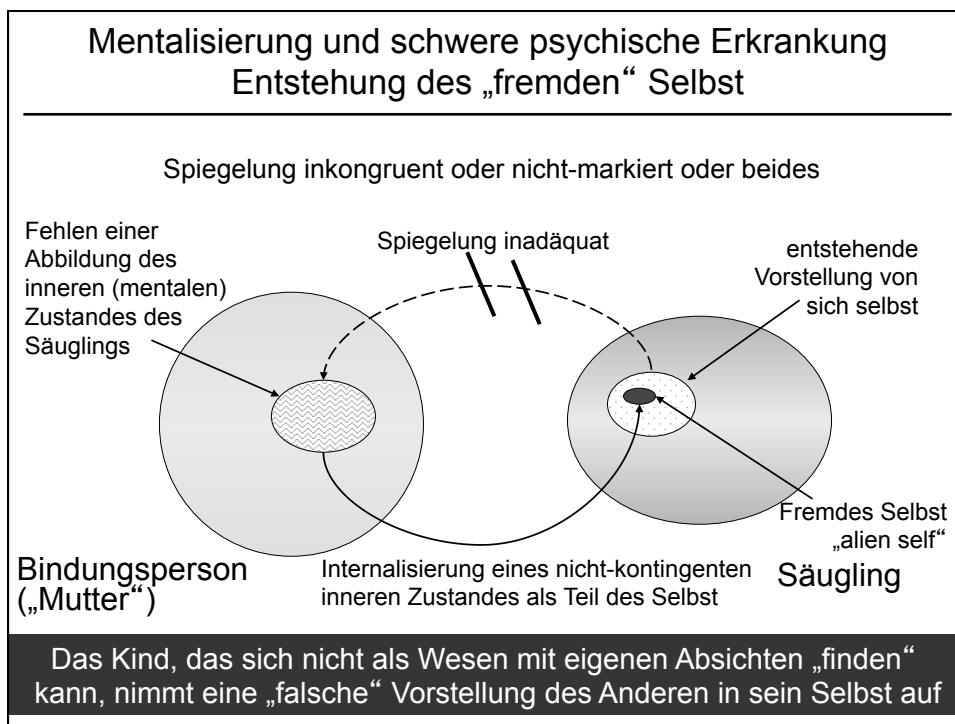 Mentalisierung und schwere psychische Erkrankung
Entstehung des „fremden“ Selbst
Spiegelung inkongruent oder nicht-markiert oder beides
Fehlen einer
Abbildung des
inneren (mentalen)
Zustandes des
Säuglings
Spiegelung inadäquat
entstehende
Vorstellung von
sich selbst
Fremdes Selbst
„alien self“
Bindungsperson
(„Mutter“)
Internalisierung eines nicht-kontingenten
inneren Zustandes als Teil des Selbst
Säugling
Das Kind, das sich nicht als Wesen mit eigenen Absichten „finden“
kann, nimmt eine „falsche“ Vorstellung des Anderen in sein Selbst auf